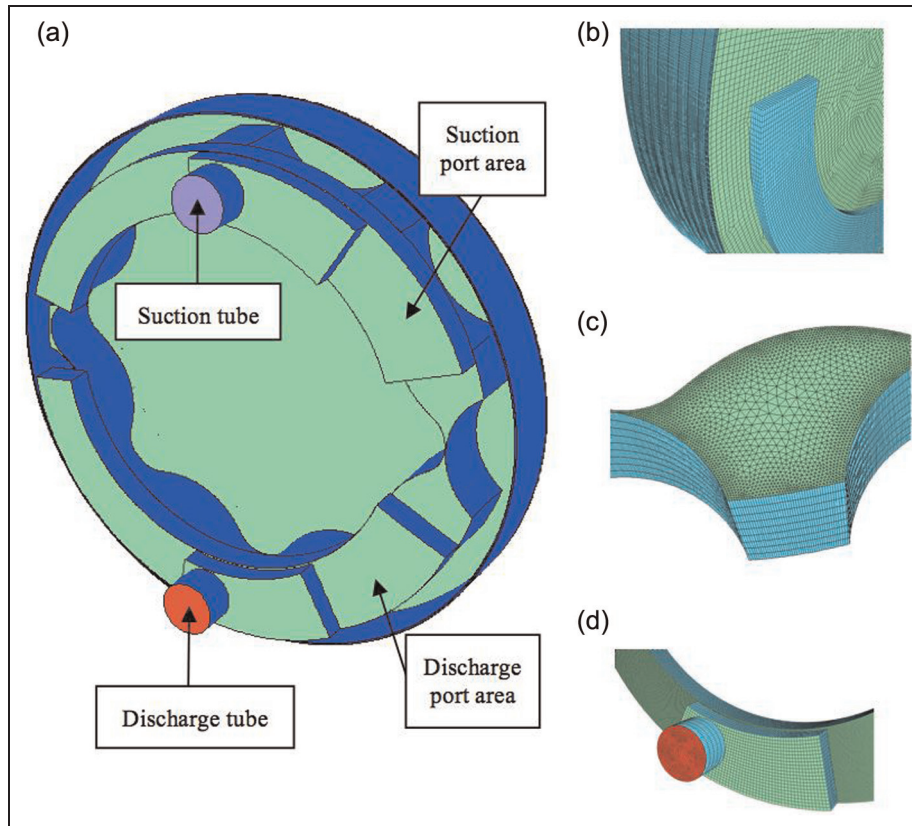 (a)
Suction
port area
Suction tube
Discharge tube
Discharge
port area
(b)
(c)
(d)